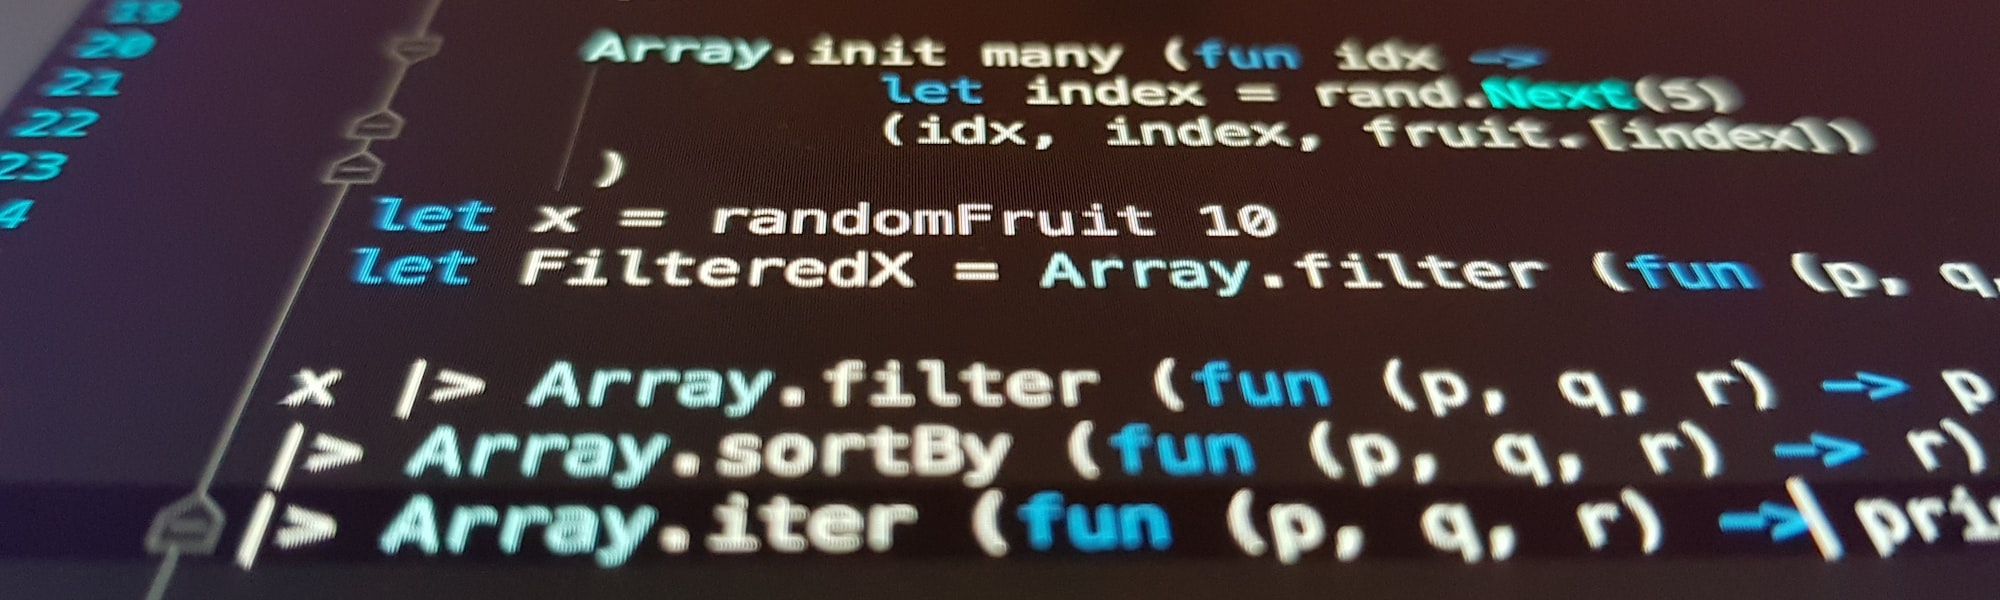 19
20 Array.init many (fun idx ->
21 let index = rand.Next(5)
22 (idx, index, fruit.[index])
23 )
4 let x = randomFruit 10
let FilteredX = Array.filter (fun (p, q,
x |> Array.filter (fun (p, q, r) -> p
|> Array.sortBy (fun (p, q, r) -> r)
|> Array.iter (fun (p, q, r) -> pri